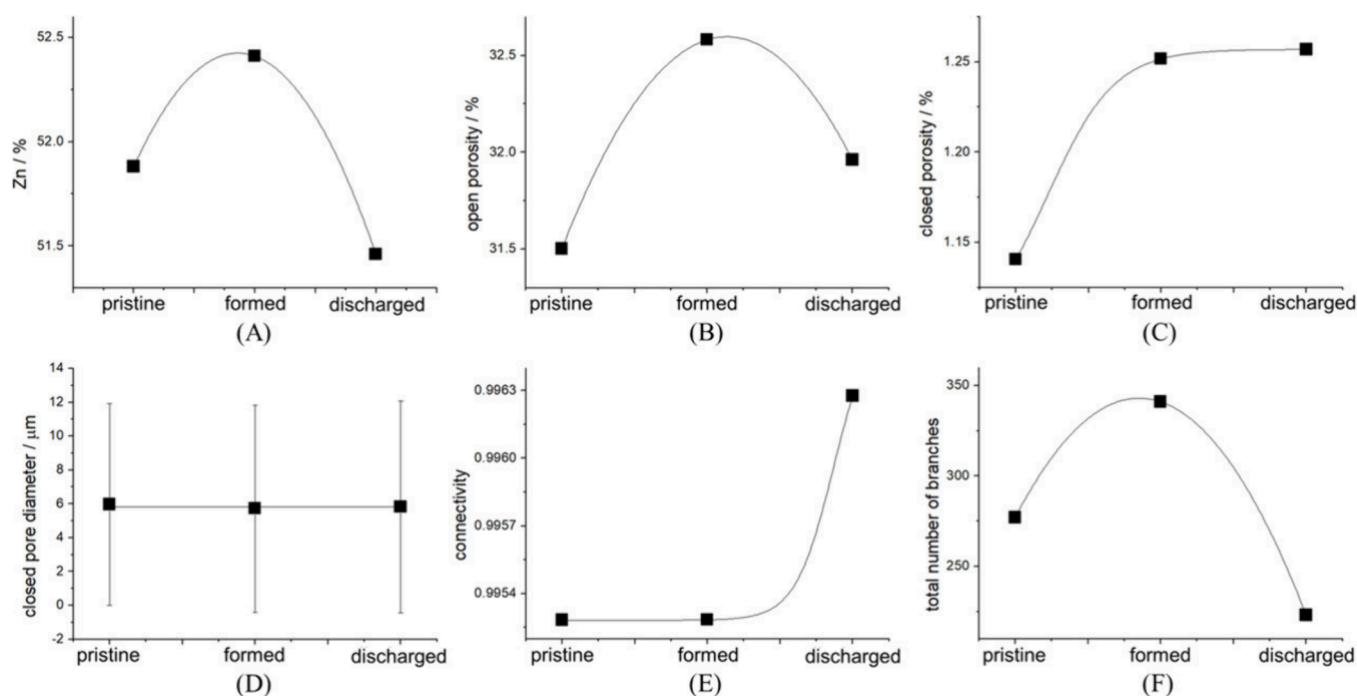 52.5
52.0
51.5
Zn / %
pristine formed discharged
(A)
32.5
32.0
31.5
open porosity / %
pristine formed discharged
(B)
1.25
1.20
1.15
closed porosity / %
pristine formed discharged
(C)
14
12
10
8
6
4
2
0
-2
closed pore diameter / μm
pristine formed discharged
(D)
0.9963
0.9960
0.9957
0.9954
connectivity
pristine formed discharged
(E)
350
300
250
total number of branches
pristine formed discharged
(F)